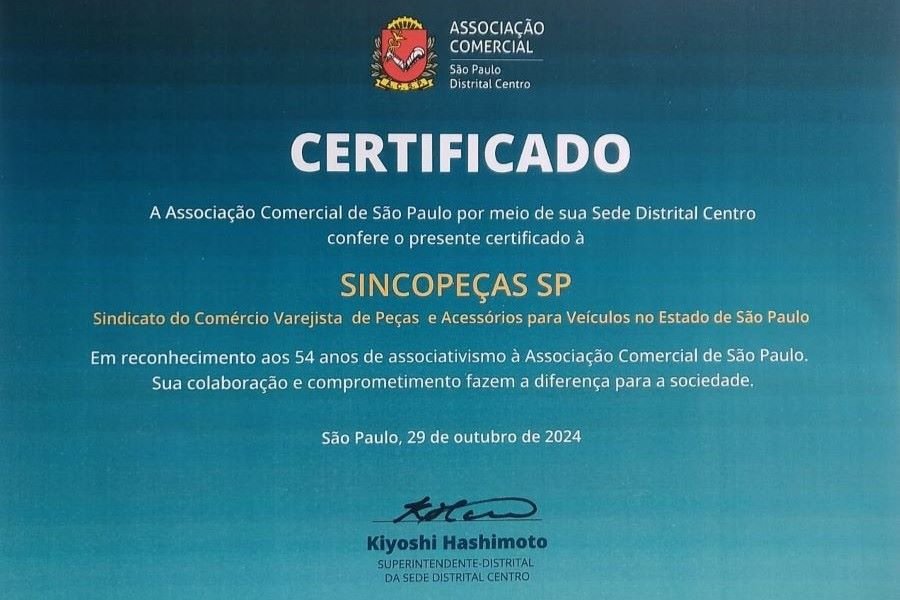 ASSOCIAÇÃO
COMERCIAL
São Paulo
Distrital Centro
A.C.S.P.
CERTIFICADO
A Associação Comercial de São Paulo por meio de sua Sede Distrital Centro
confere o presente certificado à
SINCOPEÇAS SP
Sindicato do Comércio Varejista de Peças e Acessórios para Veículos no Estado de São Paulo
Em reconhecimento aos 54 anos de associativismo à Associação Comercial de São Paulo.
Sua colaboração e comprometimento fazem a diferença para a sociedade.
São Paulo, 29 de outubro de 2024
Kiyoshi Hashimoto
SUPERINTENDENTE-DISTRITAL
DA SEDE DISTRITAL CENTRO